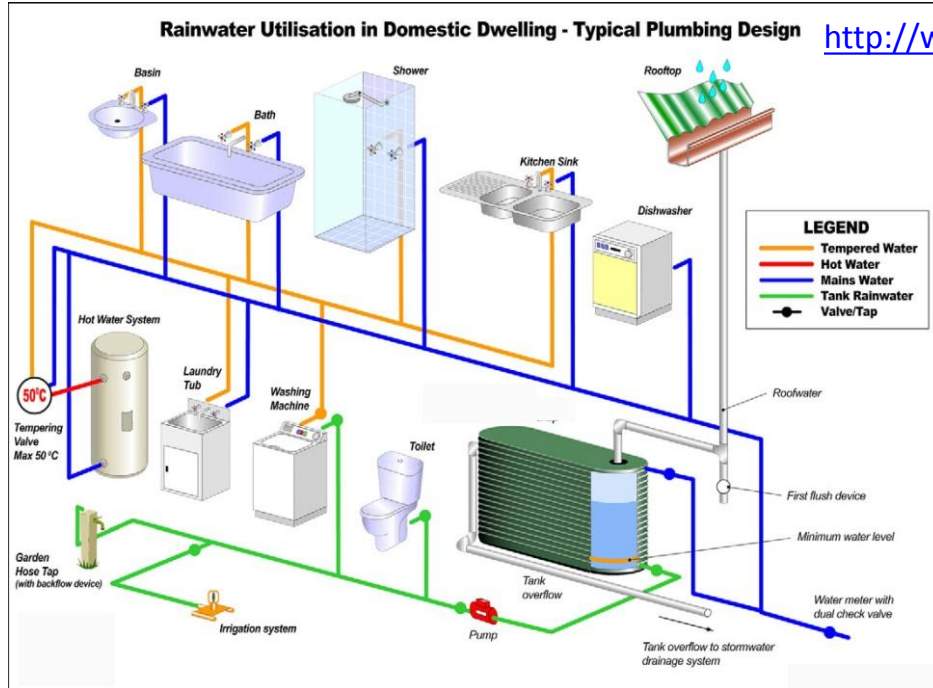 Rainwater Utilisation in Domestic Dwelling - Typical Plumbing Design
http://w
Basin
Bath
Shower
Rooftop
Kitchen Sink
Dishwasher
LEGEND
Tempered Water
Hot Water
Mains Water
Tank Rainwater
Valve/Tap
Hot Water System
50⁰C
Tempering
Valve
Max 50 ⁰C
Laundry
Tub
Washing
Machine
Toilet
Roofwater
First flush device
Minimum water level
Garden
Hose Tap
(with backflow device)
Irrigation system
Pump
Tank
overflow
Water meter with
dual check valve
Tank overflow to stormwater
drainage system